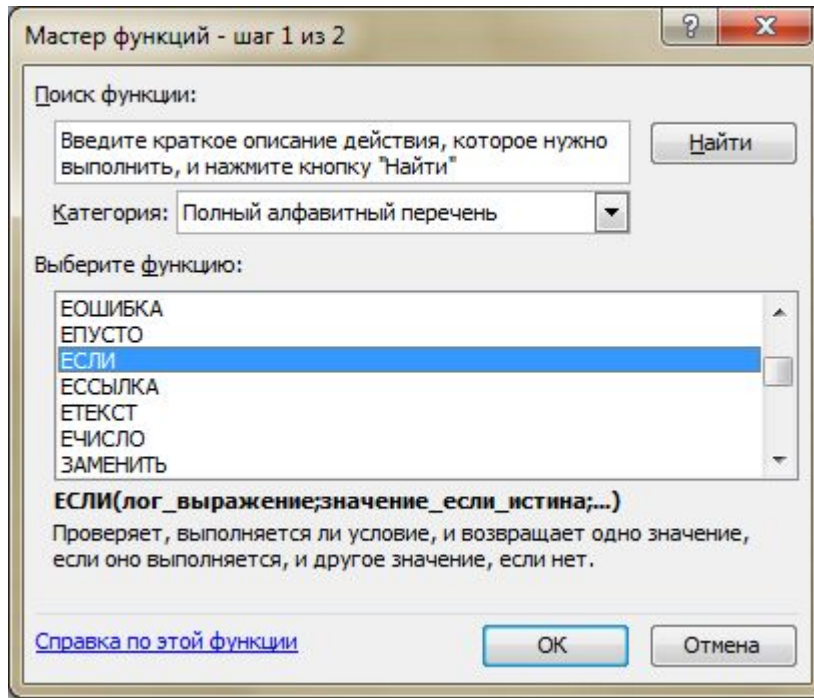 Мастер функций - шаг 1 из 2
Поиск функции:
Введите краткое описание действия, которое нужно
выполнить, и нажмите кнопку "Найти"
Найти
Категория: Полный алфавитный перечень
Выберите функцию:
ЕОШИБКА
ЕПУСТО
ЕСЛИ
ЕССЫЛКА
ЕТЕКСТ
ЕЧИСЛО
ЗАМЕНИТЬ
ЕСЛИ(лог_выражение;значение_если_истина;...)
Проверяет, выполняется ли условие, и возвращает одно значение,
если оно выполняется, и другое значение, если нет.
Справка по этой функции
ОК
Отмена